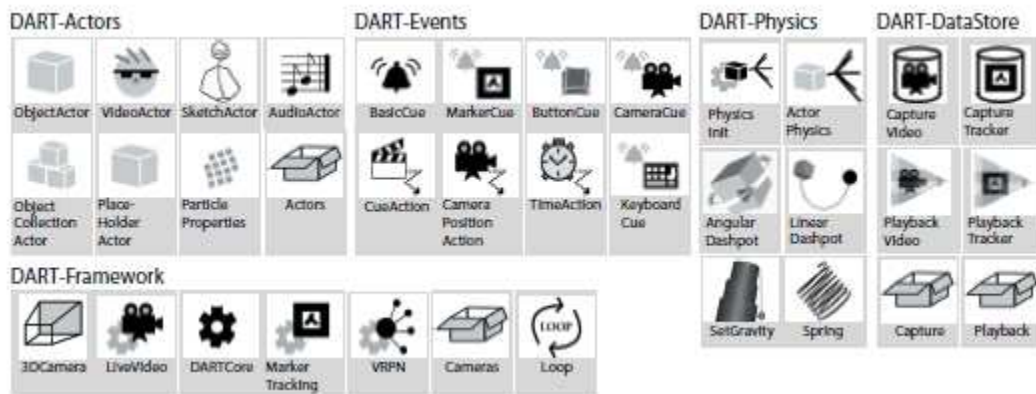 DART-Actors
ObjectActor
VideoActor
SketchActor
AudioActor
Object
Collection
Actor
Place-
Holder
Actor
Particle
Properties
Actors
DART-Events
BasicCue
MarkerCue
ButtonCue
CameraCue
CueAction
Camera
Position
Action
TimeAction
Keyboard
Cue
DART-Physics
Physics
Init
Actor
Physics
Angular
Dashpot
Linear
Dashpot
SetGravity
Spring
DART-DataStore
Capture
Video
Capture
Tracker
Playback
Video
Playback
Tracker
Capture
Playback
DART-Framework
3DCamera
LiveVideo
DARTCore
Marker
Tracking
VRPN
Cameras
LOOP
Loop